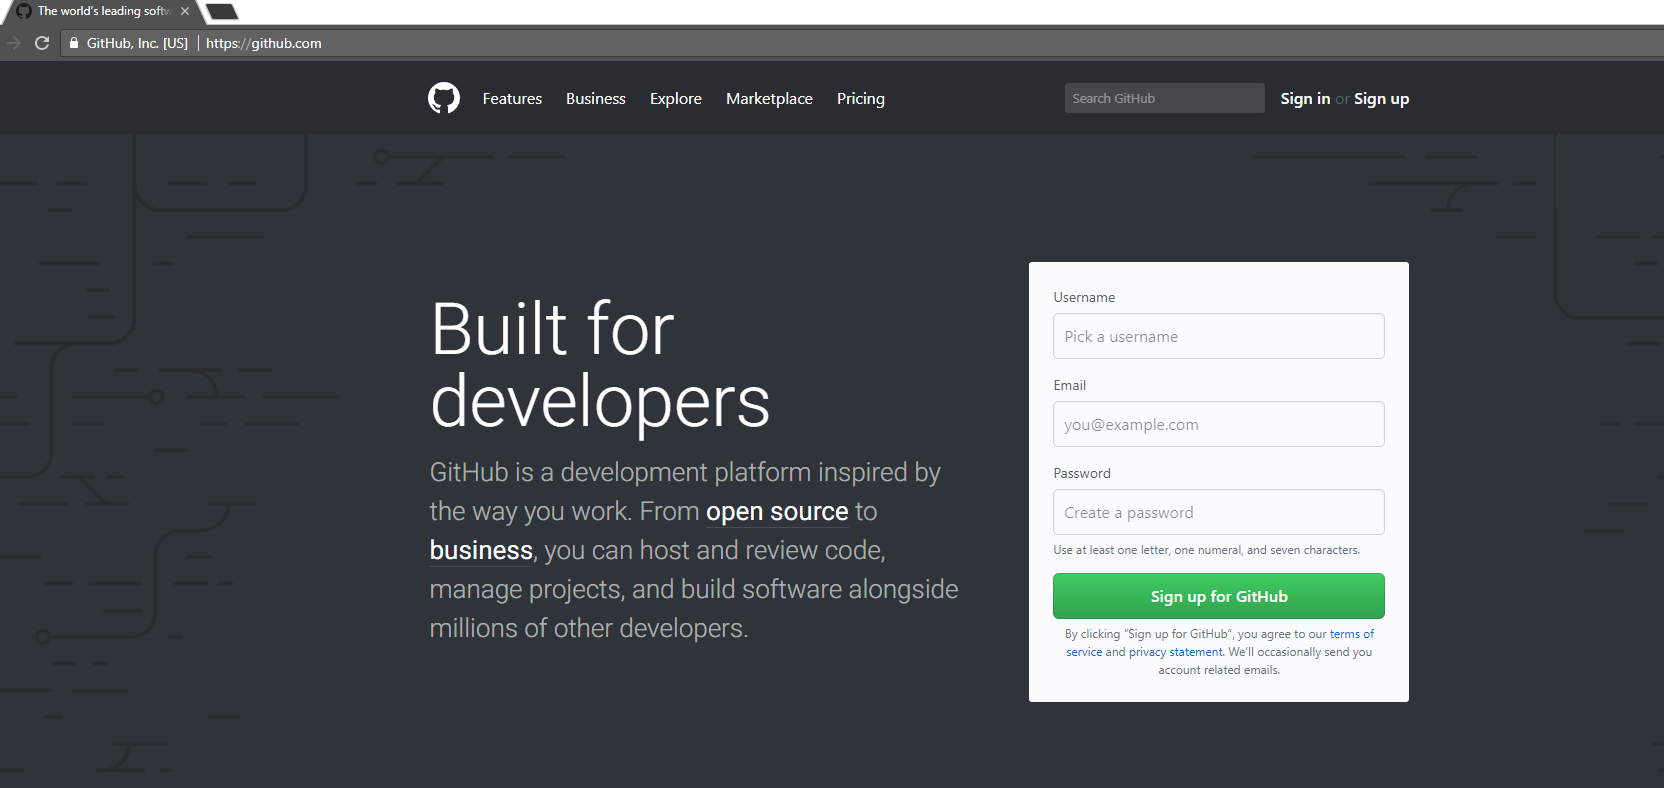 The world's leading softw
GitHub, Inc. [US] | https://github.com
Features Business Explore Marketplace Pricing Search GitHub Sign in or Sign up
Built for
developers
GitHub is a development platform inspired by
the way you work. From open source to
business, you can host and review code,
manage projects, and build software alongside
millions of other developers.
Username
Pick a username
Email
you@example.com
Password
Create a password
Use at least one letter, one numeral, and seven characters.
Sign up for GitHub
By clicking “Sign up for GitHub”, you agree to our terms of
service and privacy statement. We’ll occasionally send you
account related emails.